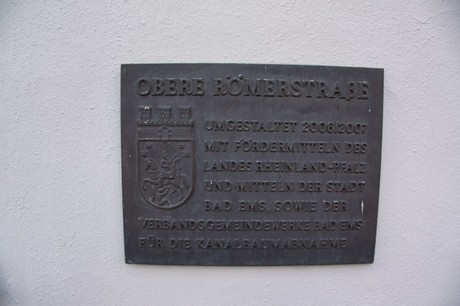 OBERE RÖMERSTRAßE
UMGESTALTET 2006/2007
MIT FÖRDERMITTELN DES
LANDES RHEINLAND-PFALZ
UND MITTELN DER STADT
BAD EMS, SOWIE DER
VERBANDSGEMEINDEWERKE BAD EMS
FÜR DIE KANALBAUMAßNAHME